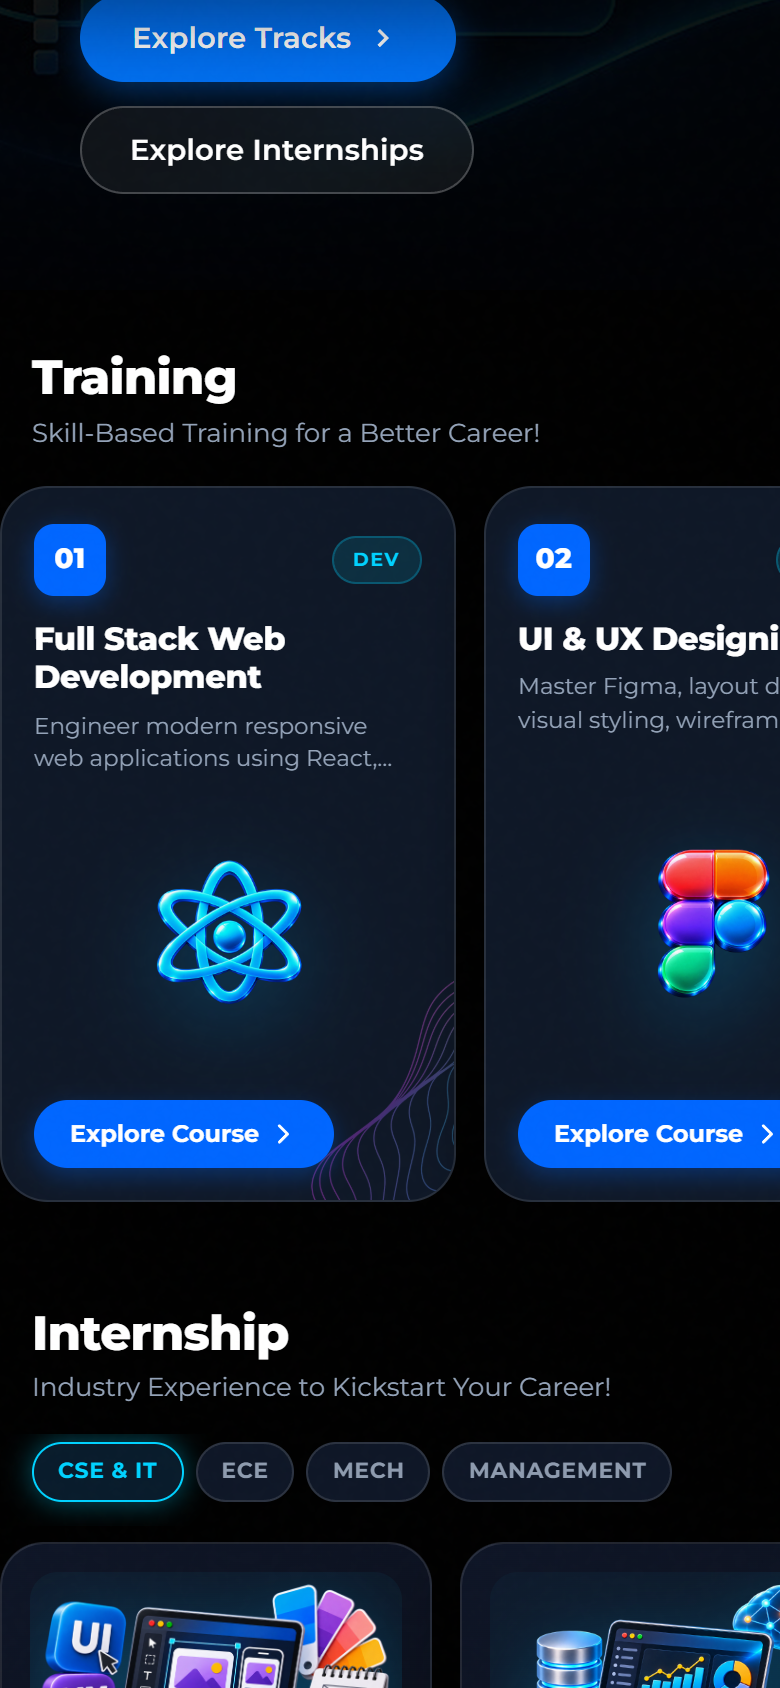 Explore Tracks
Explore Internships
Training
Skill-Based Training for a Better Career!
01
DEV
Full Stack Web
Development
Engineer modern responsive
web applications using React,...
Explore Course
02
UI & UX Designi
Master Figma, layout d
visual styling, wirefram
Explore Course
Internship
Industry Experience to Kickstart Your Career!
CSE & IT
ECE
MECH
MANAGEMENT
UI
T